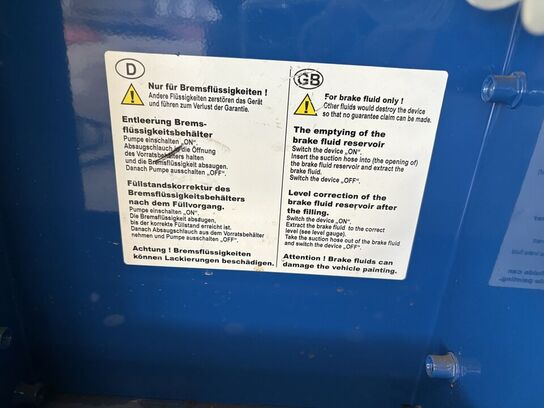 D
Nur für Bremsflüssigkeiten !
Andere Flüssigkeiten zerstören das Gerät
und führen zum Verlust der Garantie.
Entleerung Brems-
flüssigkeitsbehälter
Pumpe einschalten „ON“.
Absaugschlauch in die Öffnung
des Vorratsbehälters halten
und die Bremsflüssigkeit absaugen.
Danach Pumpe ausschalten „OFF“.
Füllstandskorrektur des
Bremsflüssigkeitsbehälters
nach dem Füllvorgang.
Pumpe einschalten „ON“.
Die Bremsflüssigkeit absugen,
bis der korrekte Füllstand erreicht ist.
Danach Absaugschlauch aus dem Vorratsbehälter
nehmen und Pumpe ausschalten „OFF“.
Achtung ! Bremsflüssigkeiten
können Lackierungen beschädigen.
GB
For brake fluid only !
Other fluids would destroy the device
so that no guarantee claim can be made.
The emptying of the
brake fluid reservoir
Switch the device „ON“.
Insert the suction hose into (the opening of)
the brake fluid reservoir and extract the
brake fluid.
Switch the device „OFF“.
Level correction of the
brake fluid reservoir after
the filling.
Switch the device „ON“.
Extract the brake fluid to the correct
level (see level gauge).
Take the suction hose out of the brake fluid
and switch the device „OFF“.
Attention ! Brake fluids can
damage the vehicle painting.